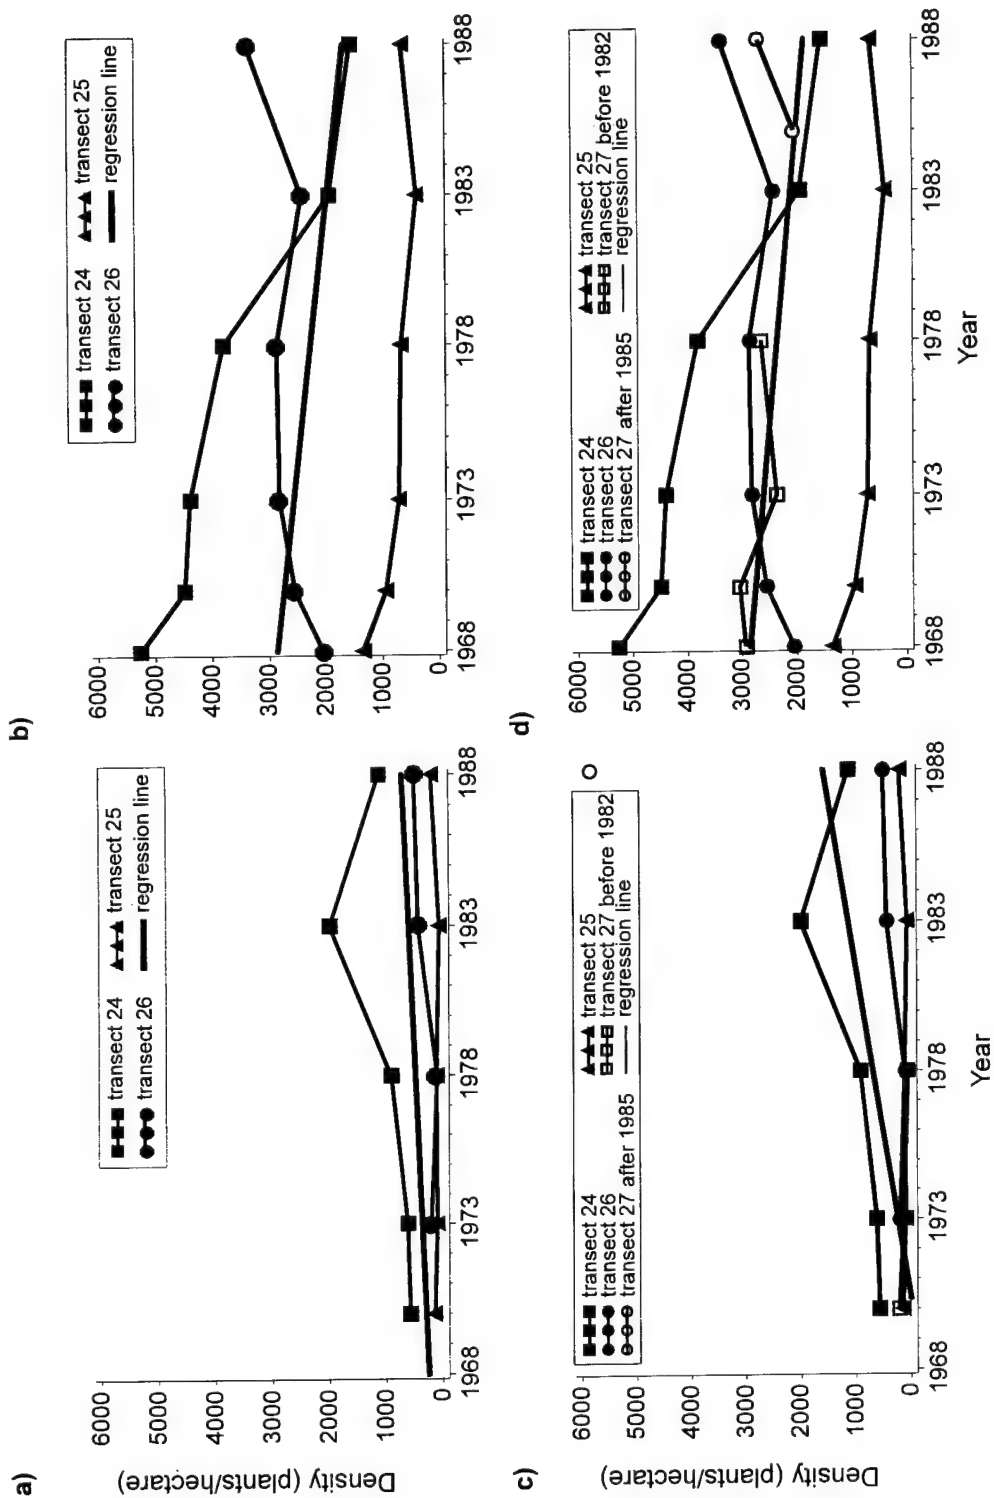 a)
transect 24 transect 25
transect 26 regression line
6000
5000
4000
3000
2000
1000
0
Density (plants/hectare)
1968 1973 1978 1983 1988
b)
transect 24 transect 25
transect 26 regression line
6000
5000
4000
3000
2000
1000
0
1968 1973 1978 1983 1988
c)
transect 24 transect 25
transect 26 transect 27 before 1982
transect 27 after 1985 regression line
6000
5000
4000
3000
2000
1000
0
Density (plants/hectare)
1968 1973 1978 1983 1988
Year
d)
transect 24 transect 25
transect 26 transect 27 before 1982
transect 27 after 1985 regression line
6000
5000
4000
3000
2000
1000
0
1968 1973 1978 1983 1988
Year